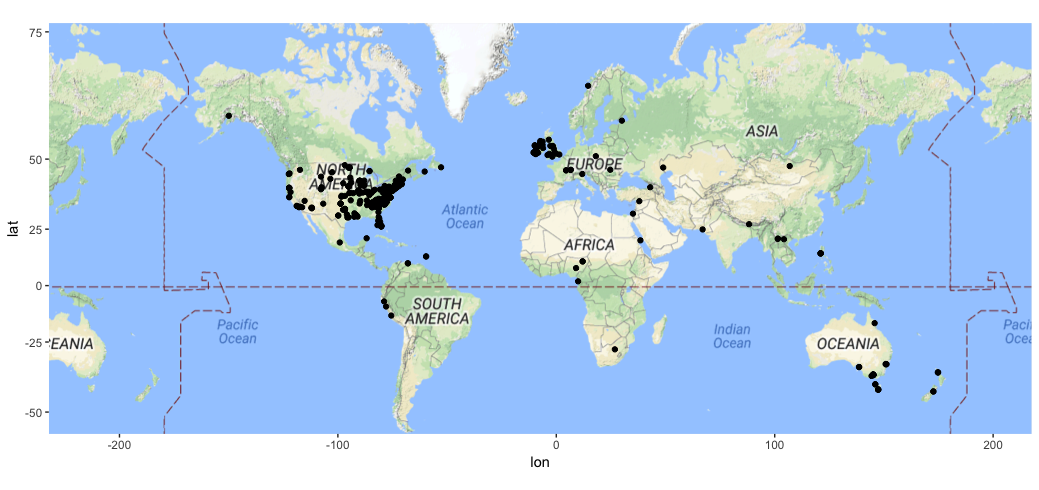 75
50
25
0
-25
-50
lat
ASIA
NORTH
AMERICA
EUROPE
Atlantic
Ocean
AFRICA
SOUTH
AMERICA
Pacific
Ocean
Indian
Ocean
OCEANIA
EANIA
Paci
Ocea
-200
-100
0
100
200
lon